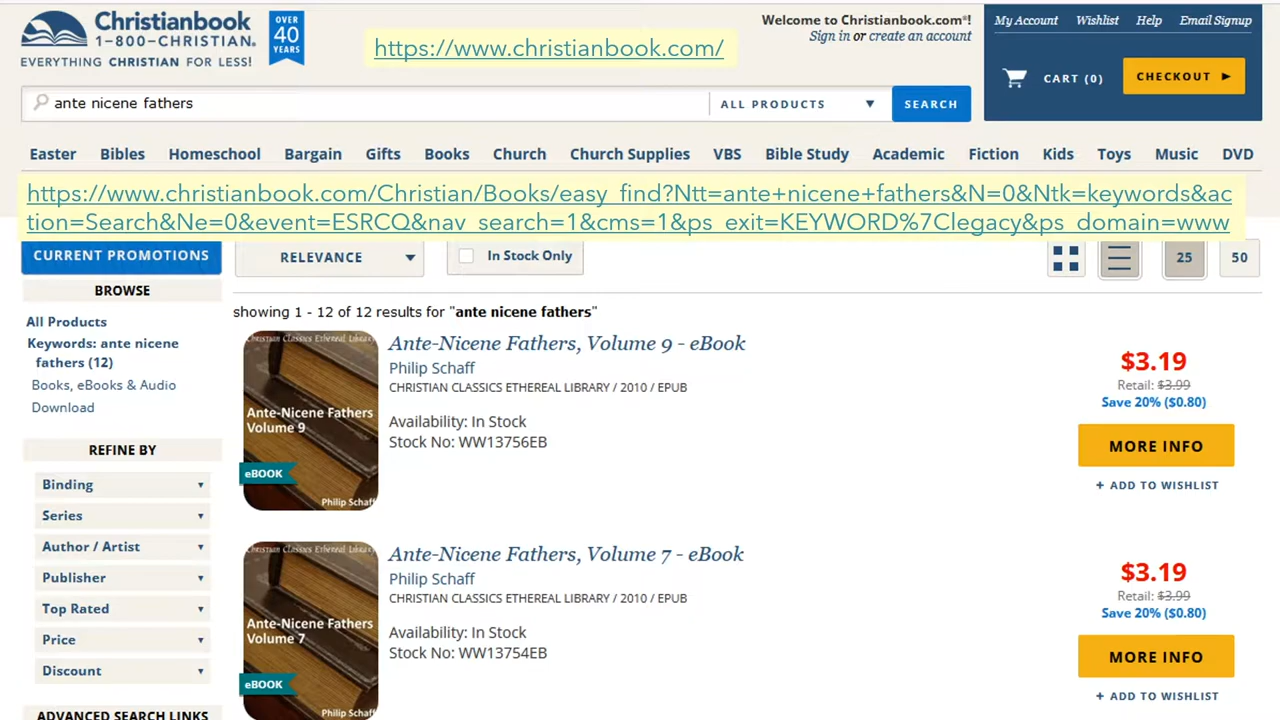 Christianbook
1-800-CHRISTIAN.®
EVERYTHING CHRISTIAN FOR LESS!
OVER
40
YEARS
https://www.christianbook.com/
Welcome to Christianbook.com®!
Sign in or create an account
My Account Wishlist Help Email Signup
CART (0)
CHECKOUT ▶
ante nicene fathers
ALL PRODUCTS ▼
SEARCH
Easter Bibles Homeschool Bargain Gifts Books Church Church Supplies VBS Bible Study Academic Fiction Kids Toys Music DVD
https://www.christianbook.com/Christian/Books/easy_find?Ntt=ante+nicene+fathers&N=0&Ntk=keywords&ac
tion=Search&Ne=0&event=ESRCQ&nav_search=1&cms=1&ps_exit=KEYWORD%7Clegacy&ps_domain=www
CURRENT PROMOTIONS
RELEVANCE ▼
In Stock Only
25
50
BROWSE
All Products
Keywords: ante nicene
fathers (12)
Books, eBooks & Audio
Download
REFINE BY
Binding ▼
Series ▼
Author / Artist ▼
Publisher ▼
Top Rated ▼
Price ▼
Discount ▼
ADVANCED SEARCH LINKS
showing 1 - 12 of 12 results for "ante nicene fathers"
Christian Classics Ethereal Library
Ante-Nicene Fathers
Volume 9
eBOOK
Philip Schaff
Ante-Nicene Fathers, Volume 9 - eBook
Philip Schaff
CHRISTIAN CLASSICS ETHEREAL LIBRARY / 2010 / EPUB
Availability: In Stock
Stock No: WW13756EB
$3.19
Retail: $3.99
Save 20% ($0.80)
MORE INFO
+ ADD TO WISHLIST
Christian Classics Ethereal Library
Ante-Nicene Fathers
Volume 7
eBOOK
Philip Schaff
Ante-Nicene Fathers, Volume 7 - eBook
Philip Schaff
CHRISTIAN CLASSICS ETHEREAL LIBRARY / 2010 / EPUB
Availability: In Stock
Stock No: WW13754EB
$3.19
Retail: $3.99
Save 20% ($0.80)
MORE INFO
+ ADD TO WISHLIST